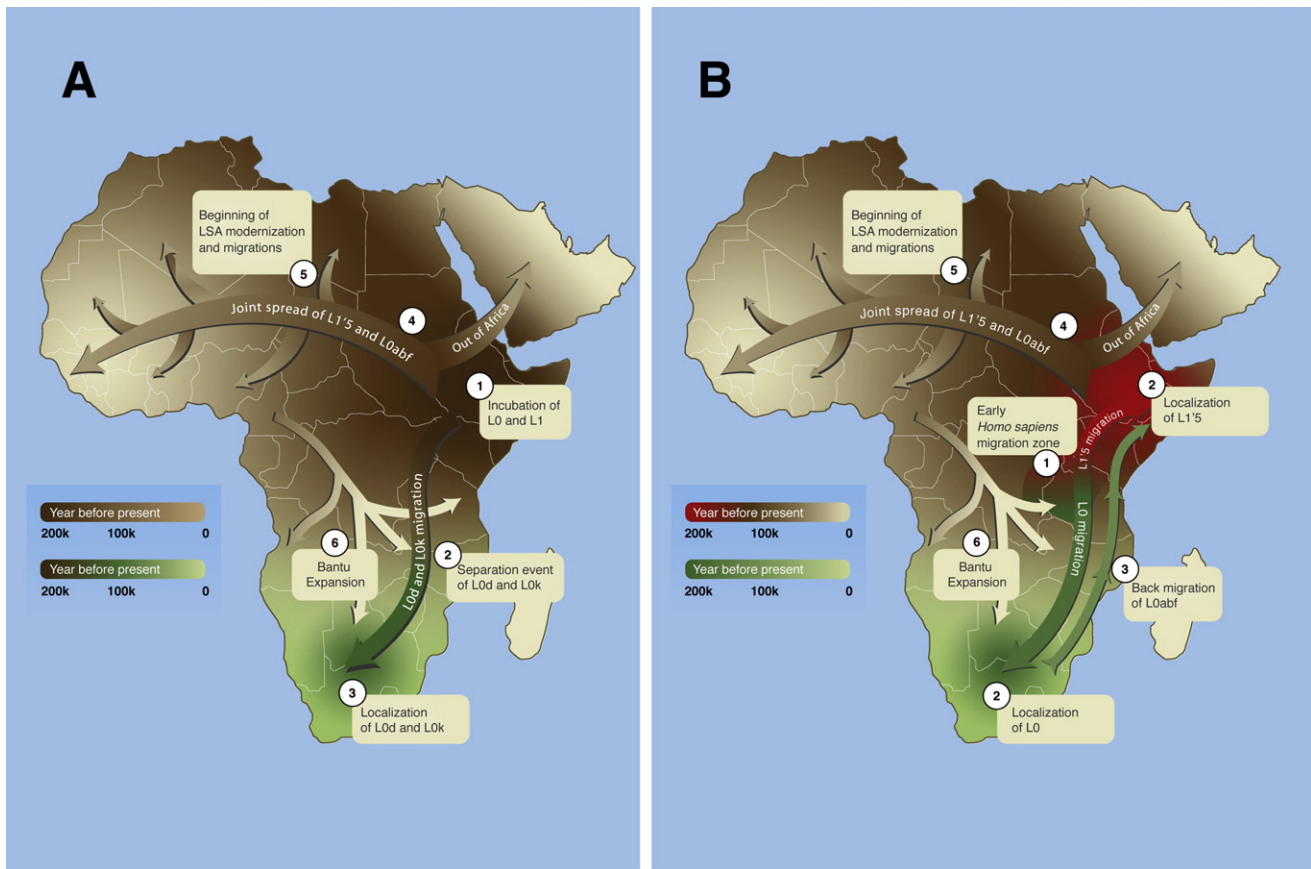 A
Beginning of
LSA modernization
and migrations
5
Joint spread of L1'5 and L0abf
4
Out of Africa
1
Incubation of
L0 and L1
L0d and L0k migration
Year before present
200k 100k 0
Year before present
200k 100k 0
6
Bantu
Expansion
2
Separation event
of L0d and L0k
3
Localization
of L0d and L0k
B
Beginning of
LSA modernization
and migrations
5
Joint spread of L1'5 and L0abf
4
Out of Africa
2
Localization
of L1'5
Early
Homo sapiens
migration zone
1
L1'5 migration
L0 migration
Year before present
200k 100k 0
Year before present
200k 100k 0
6
Bantu
Expansion
3
Back migration
of L0abf
2
Localization
of L0